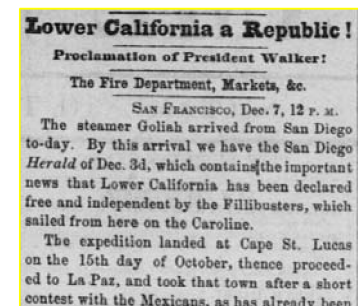 Lower California a Republic !
Proclamation of President Walker!
The Fire Department, Markets, &c.
SAN FRANCISCO, Dec. 7, 12 P. M.
The steamer Goliah arrived from San Diego
to-day. By this arrival we have the San Diego
Herald of Dec. 3d, which contains the important
news that Lower California has been declared
free and independent by the Fillibusters, which
sailed from here on the Caroline.
The expedition landed at Cape St. Lucas
on the 15th day of October, thence proceed-
ed to La Paz, and took that town after a short
contest with the Mexicans, as has already been